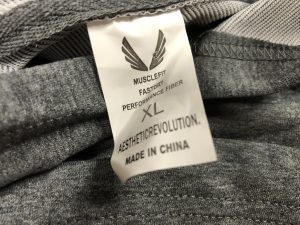 MUSCLEFIT
FASTDRY
PERFORMANCE FIBER
XL
AESTHETICREVOLUTION.
MADE IN CHINA